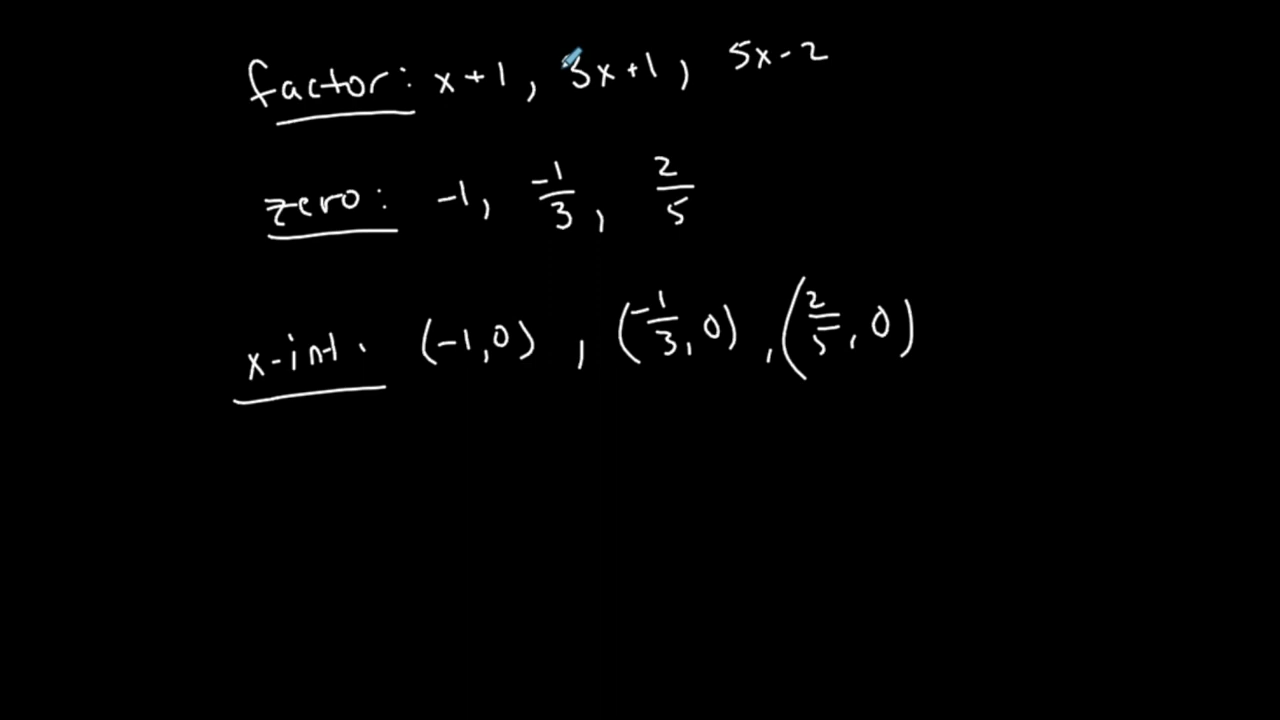 factor: x+1, 3x+1, 5x-2
zero: -1, -1/3, 2/5
x-int. (-1,0), (-1/3,0), (2/5,0)